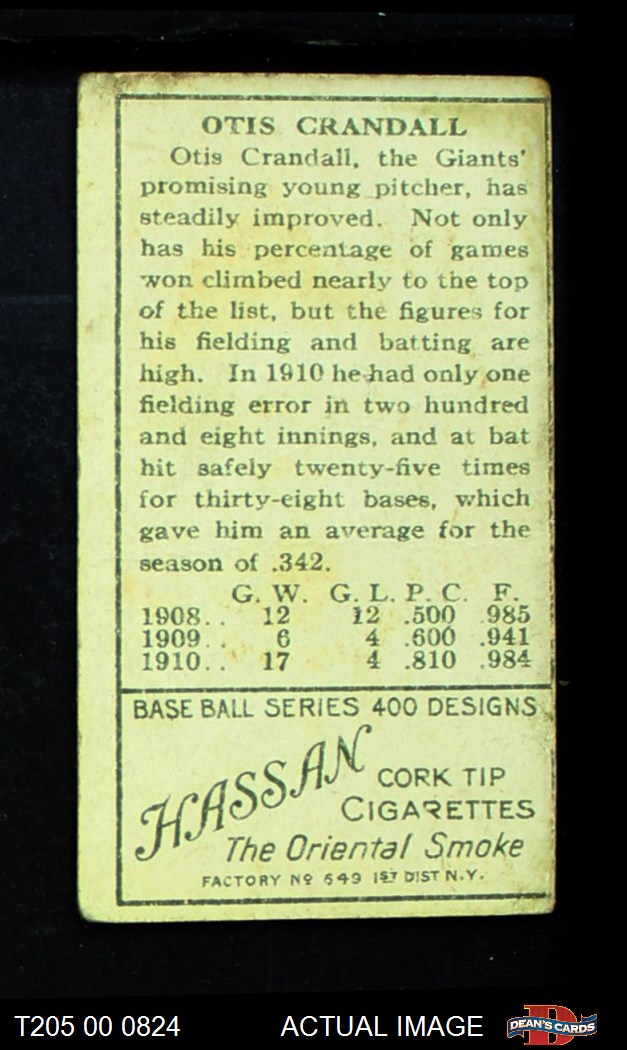 OTIS CRANDALL
Otis Crandall, the Giants'
promising young pitcher, has
steadily improved. Not only
has his percentage of games
won climbed nearly to the top
of the list, but the figures for
his fielding and batting are
high. In 1910 he had only one
fielding error in two hundred
and eight innings, and at bat
hit safely twenty-five times
for thirty-eight bases, which
gave him an average for the
season of .342.
G. W. G. L. P. C. F.
1908.. 12 12 .500 .985
1909.. 6 4 .600 .941
1910.. 17 4 .810 .984
BASE BALL SERIES 400 DESIGNS
HASSAN
CORK TIP
CIGARETTES
The Oriental Smoke
FACTORY Nº 649 1ST DIST N.Y.
T205 00 0824 ACTUAL IMAGE D DEAN'S CARDS